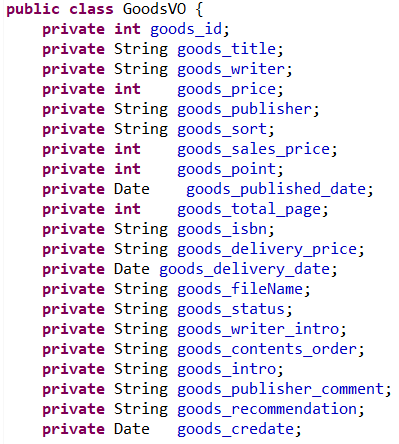 public class GoodsVO {
    private int goods_id;
    private String goods_title;
    private String goods_writer;
    private int    goods_price;
    private String goods_publisher;
    private String goods_sort;
    private int    goods_sales_price;
    private int    goods_point;
    private Date    goods_published_date;
    private int    goods_total_page;
    private String goods_isbn;
    private String goods_delivery_price;
    private Date goods_delivery_date;
    private String goods_fileName;
    private String goods_status;
    private String goods_writer_intro;
    private String goods_contents_order;
    private String goods_intro;
    private String goods_publisher_comment;
    private String goods_recommendation;
    private Date   goods_credate;